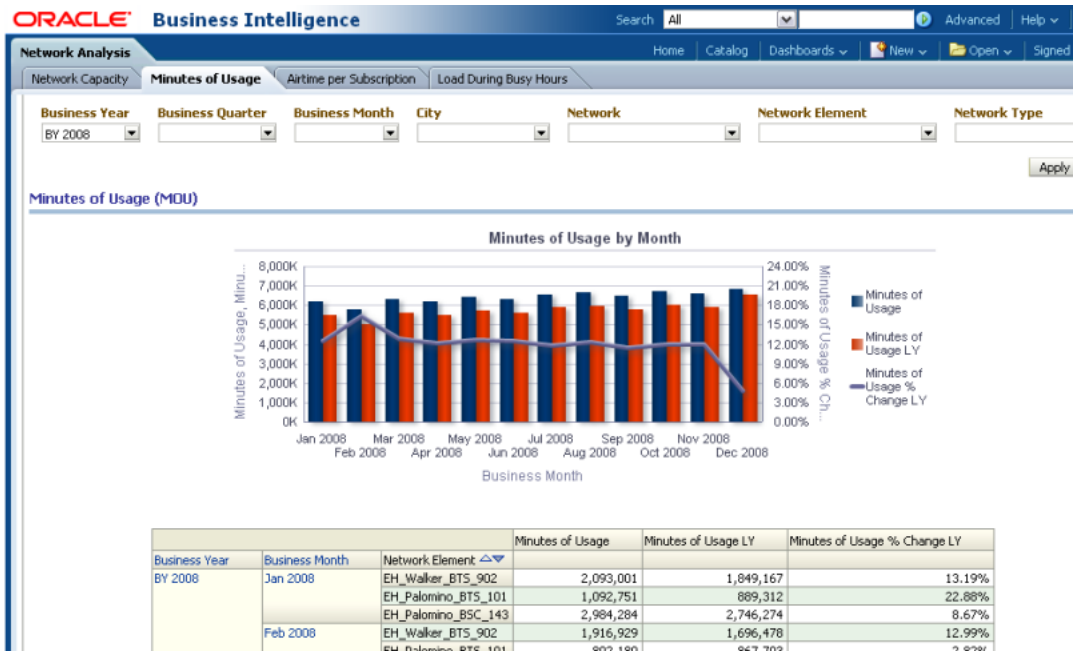 ORACLE' Business Intelligence Search All Advanced Help
Network Analysis Home Catalog Dashboards New Open Signed
Network Capacity Minutes of Usage Airtime per Subscription Load During Busy Hours
Business Year Business Quarter Business Month City Network Network Element Network Type
BY 2008
Apply
Minutes of Usage (MOU)
Minutes of Usage by Month
Minutes of Usage, Minu...
8,000K
7,000K
6,000K
5,000K
4,000K
3,000K
2,000K
1,000K
0K
24.00%
21.00%
18.00%
15.00%
12.00%
9.00%
6.00%
3.00%
0.00%
Minutes of Usage % Ch...
Minutes of
Usage
Minutes of
Usage LY
Minutes of
Usage %
Change LY
Jan 2008 Mar 2008 May 2008 Jul 2008 Sep 2008 Nov 2008
Feb 2008 Apr 2008 Jun 2008 Aug 2008 Oct 2008 Dec 2008
Business Month
Minutes of Usage Minutes of Usage LY Minutes of Usage % Change LY
Business Year Business Month Network Element
BY 2008 Jan 2008 EH_Walker_BTS_902 2,093,001 1,849,167 13.19%
EH_Palomino_BTS_101 1,092,751 889,312 22.88%
EH_Palomino_BSC_143 2,984,284 2,746,274 8.67%
Feb 2008 EH_Walker_BTS_902 1,916,929 1,696,478 12.99%
EH_Palomino_BTS_101